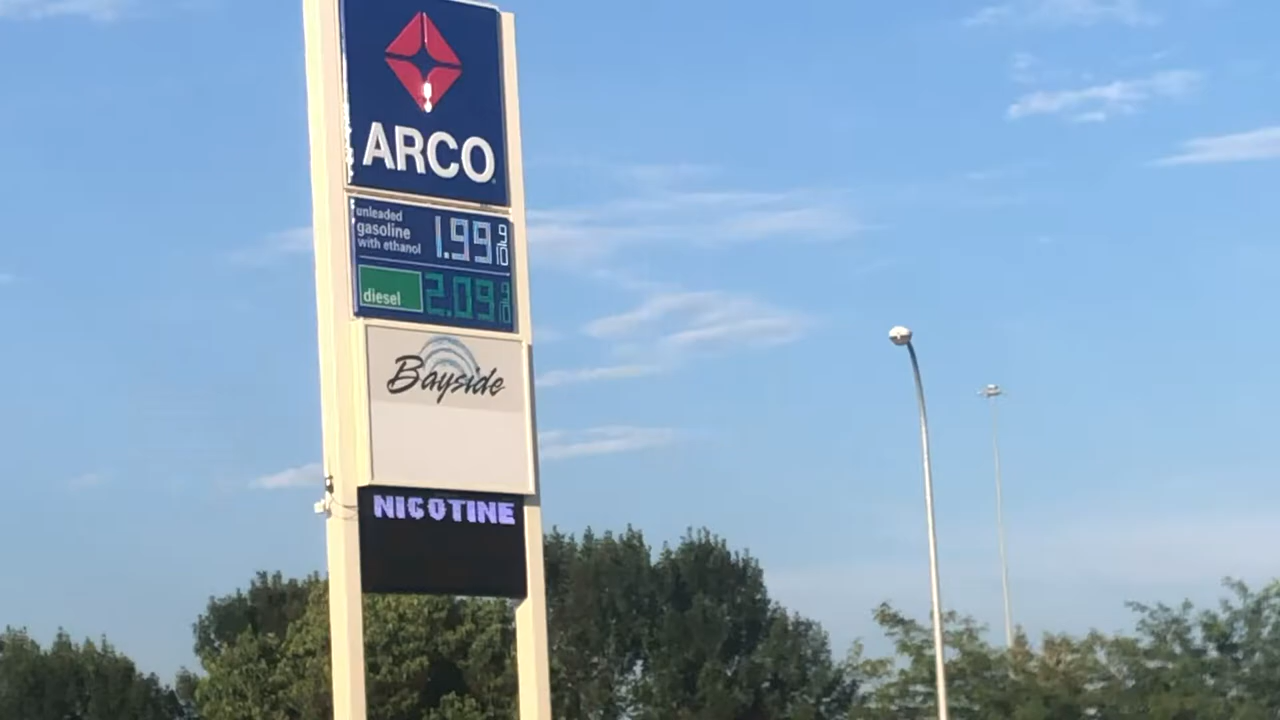 ARCO
unleaded
gasoline
with ethanol
1.99 9/10
diesel
2.09 9/10
Bayside
NICOTINE